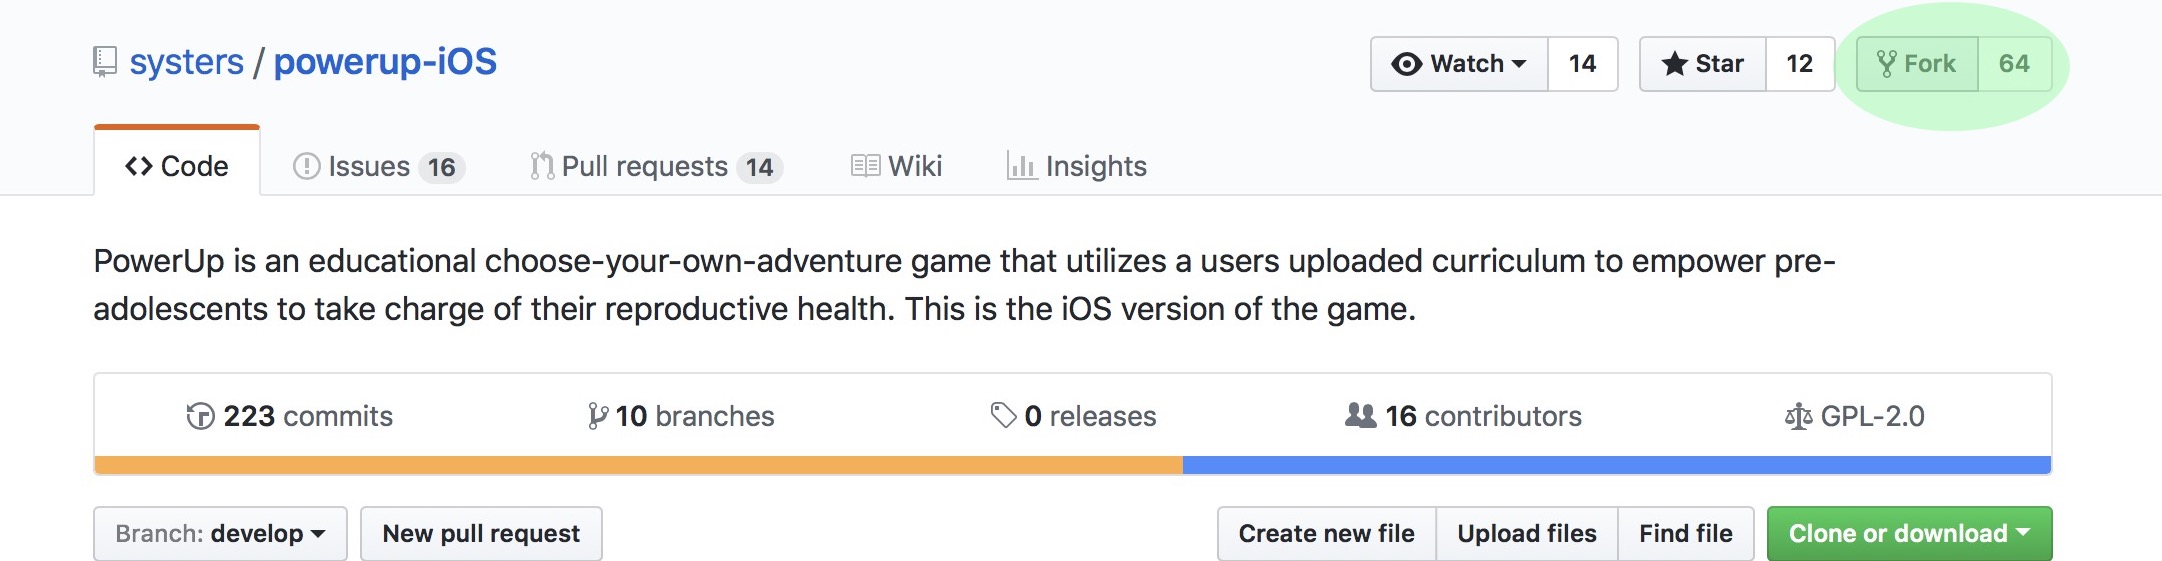 systers / powerup-iOS
Watch 14 Star 12 Fork 64
Code Issues 16 Pull requests 14 Wiki Insights
PowerUp is an educational choose-your-own-adventure game that utilizes a users uploaded curriculum to empower pre-
adolescents to take charge of their reproductive health. This is the iOS version of the game.
223 commits 10 branches 0 releases 16 contributors GPL-2.0
Branch: develop New pull request Create new file Upload files Find file Clone or download